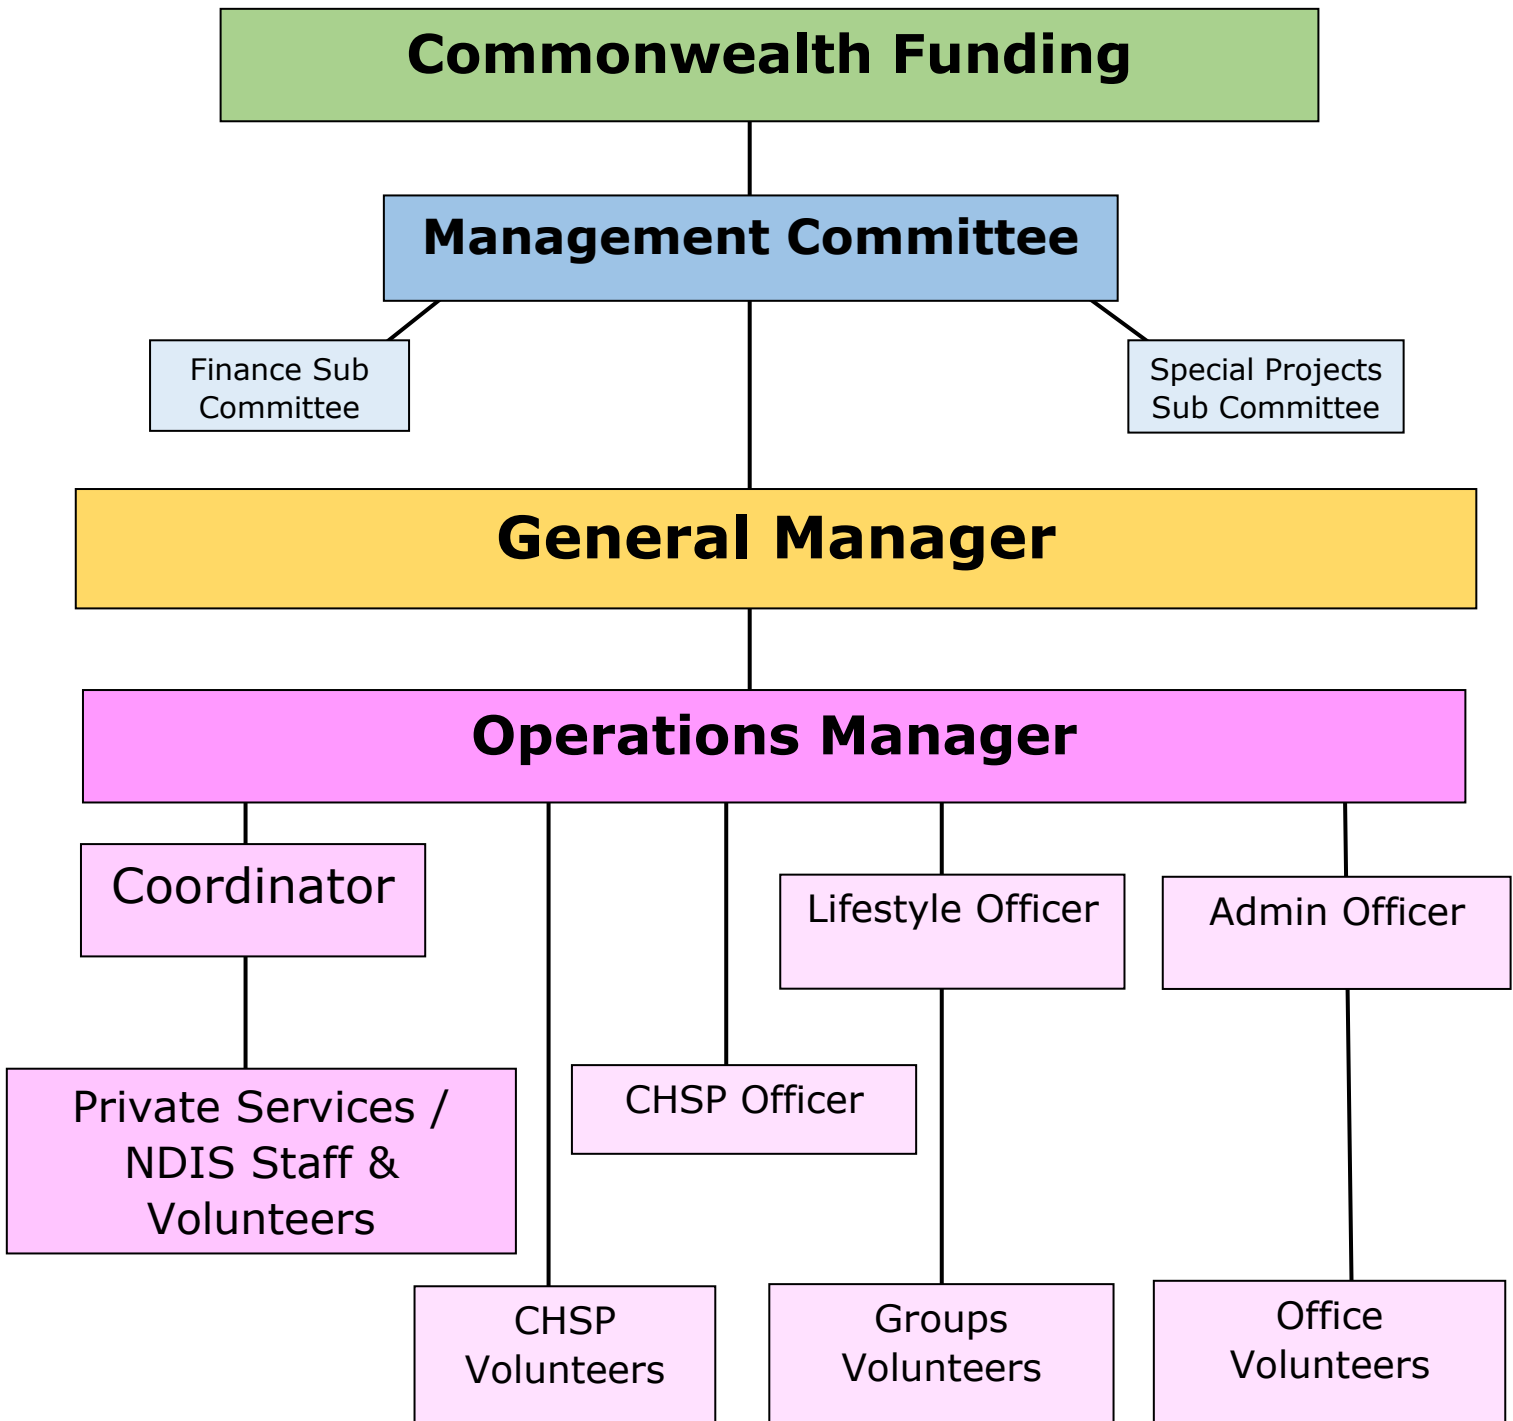 Commonwealth Funding
Management Committee
Finance Sub
Committee
Special Projects
Sub Committee
General Manager
Operations Manager
Coordinator
Lifestyle Officer
Admin Officer
Private Services /
NDIS Staff &
Volunteers
CHSP Officer
CHSP
Volunteers
Groups
Volunteers
Office
Volunteers